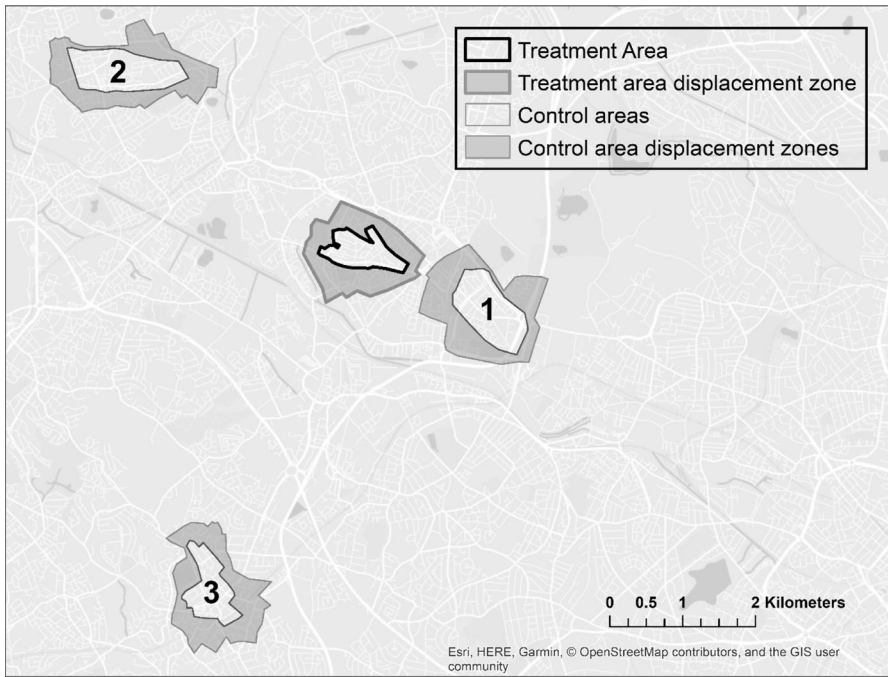 Treatment Area
Treatment area displacement zone
Control areas
Control area displacement zones
2
1
3
0 0.5 1 2 Kilometers
Esri, HERE, Garmin, © OpenStreetMap contributors, and the GIS user
community